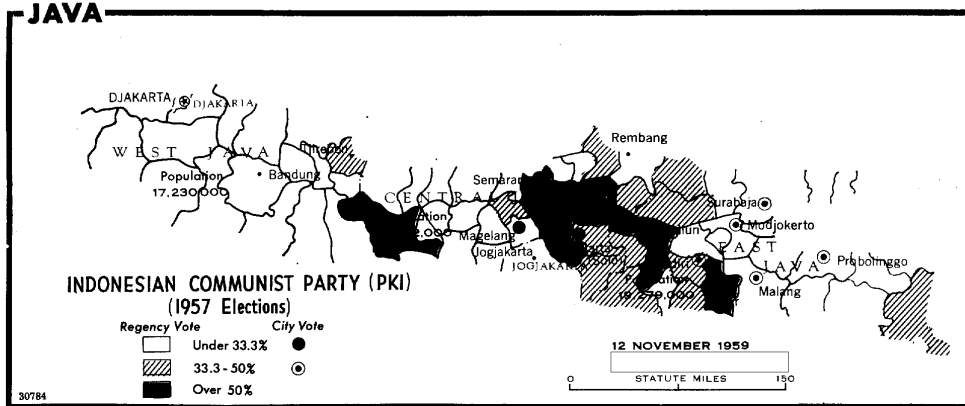 JAVA
Rembang
DJAKARTA
DJAKARTA
WEST JAVA
Tjirebon
Population
17,230,000
Bandung
CENTRAL
Semarang
Magelang
Jogjakarta
JOGJAKARTA
Surabaja
Modjokerto
EAST
JAVA
Probolinggo
Malang
INDONESIAN COMMUNIST PARTY (PKI)
(1957 Elections)
Regency Vote City Vote
Under 33.3%
33.3-50%
Over 50%
12 NOVEMBER 1959
STATUTE MILES
0 150
30784